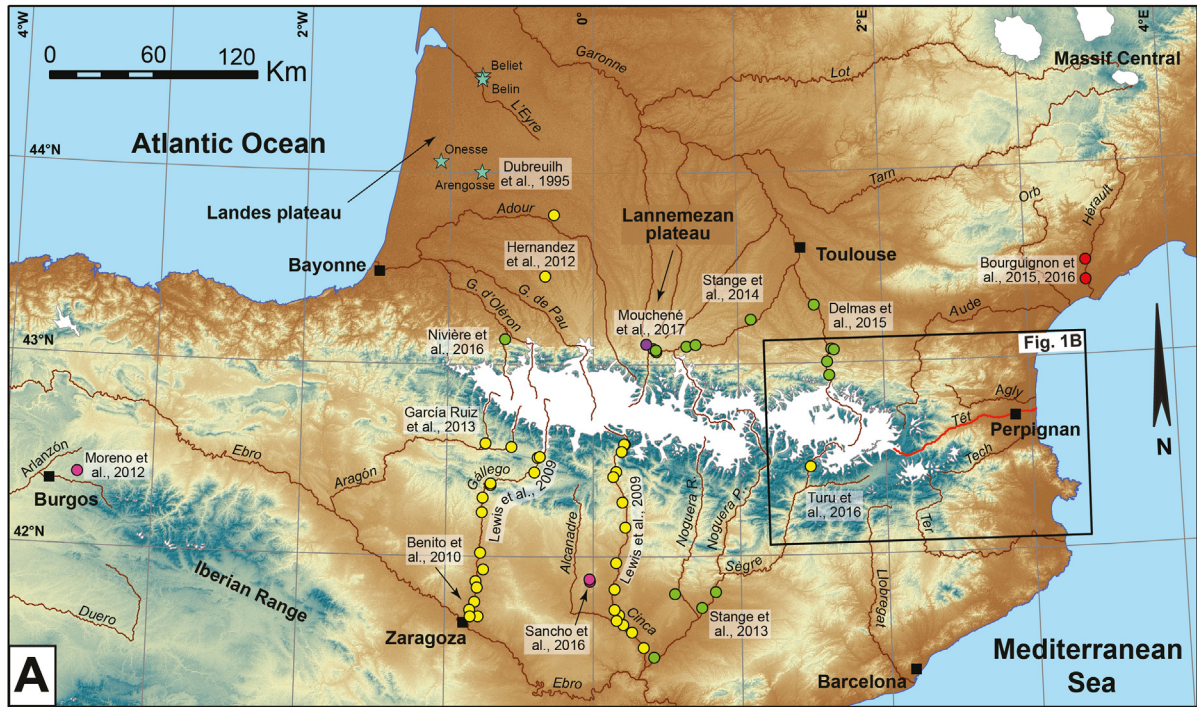 4°W
2°W
0°
2°E
4°E
0 60 120 Km
Garonne
Lot
Massif Central
Beliet
Belin
L'Eyre
Atlantic Ocean
44°N
Onesse
Arengosse
Dubreuilh
et al., 1995
Tarn
Orb
Hérault
Landes plateau
Adour
Lannemezan
plateau
Toulouse
Bayonne
Hernandez
et al., 2012
Bourguignon et
al., 2015, 2016
Stange et
al., 2014
G. d'Oléron
G. de Pau
Mouchené
et al., 2017
Delmas et
al., 2015
Aude
43°N
Nivière et
al., 2016
Fig. 1B
Agly
Têt
Perpignan
Tech
García Ruiz
et al., 2013
Arlanzón
Moreno et
al., 2012
Burgos
Ebro
Aragón
Gállego
Lewis et al., 2009
Lewis et al., 2009
Noguera R.
Noguera P.
Turu et
al., 2016
Ter
N
42°N
Benito et
al., 2010
Alcanadre
Sègre
Llobregat
Iberian Range
Duero
Zaragoza
Sancho et
al., 2016
Cinca
Stange et
al., 2013
Ebro
Barcelona
Mediterranean
Sea
A